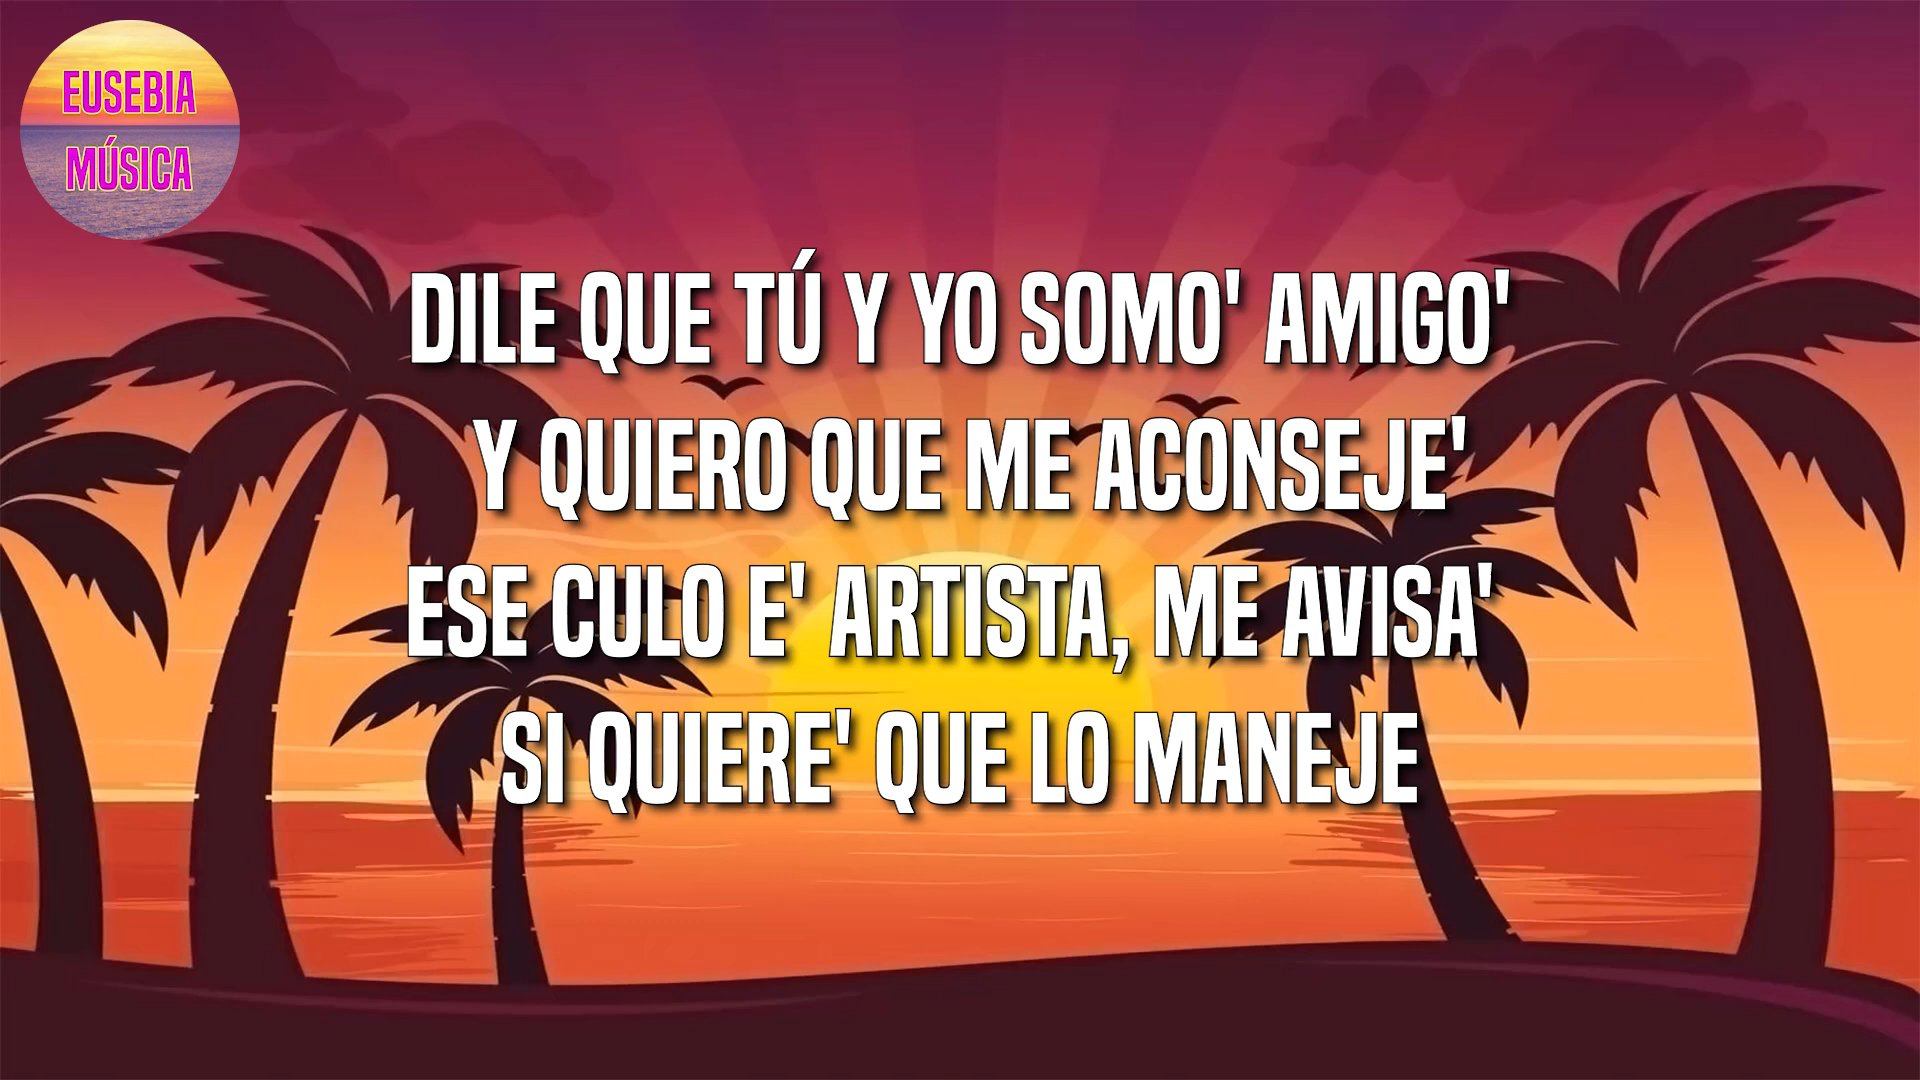 EUSEBIA
MÚSICA
DILE QUE TÚ Y YO SOMO' AMIGO'
Y QUIERO QUE ME ACONSEJE'
ESE CULO E' ARTISTA, ME AVISA'
SI QUIERE' QUE LO MANEJE